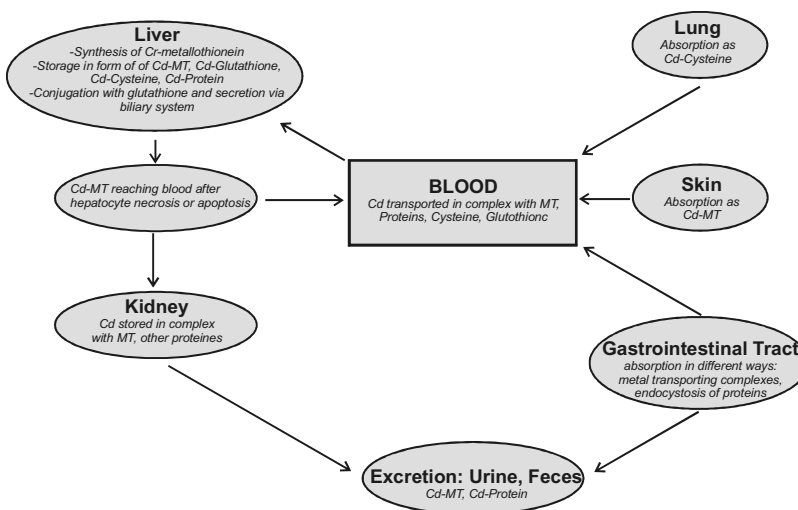 Liver
-Synthesis of Cr-metallothionein
-Storage in form of of Cd-MT, Cd-Glutathione,
Cd-Cysteine, Cd-Protein
-Conjugation with glutathione and secretion via
biliary system
Lung
Absorption as
Cd-Cysteine
Cd-MT reaching blood after
hepatocyte necrosis or apoptosis
BLOOD
Cd transported in complex with MT,
Proteins, Cysteine, Glutothionc
Skin
Absorption as
Cd-MT
Kidney
Cd stored in complex
with MT, other proteines
Gastrointestinal Tract
absorption in different ways:
metal transporting complexes,
endocystosis of proteins
Excretion: Urine, Feces
Cd-MT, Cd-Protein